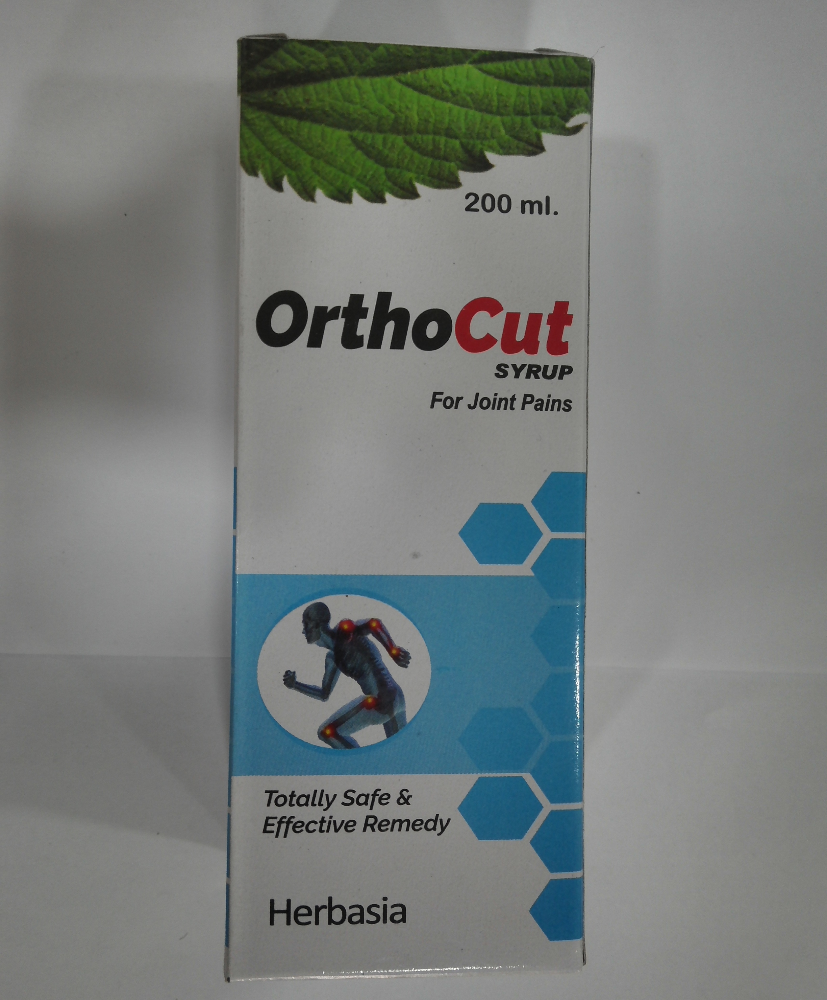 200 ml.
OrthoCut
SYRUP
For Joint Pains
Totally Safe &
Effective Remedy
Herbasia